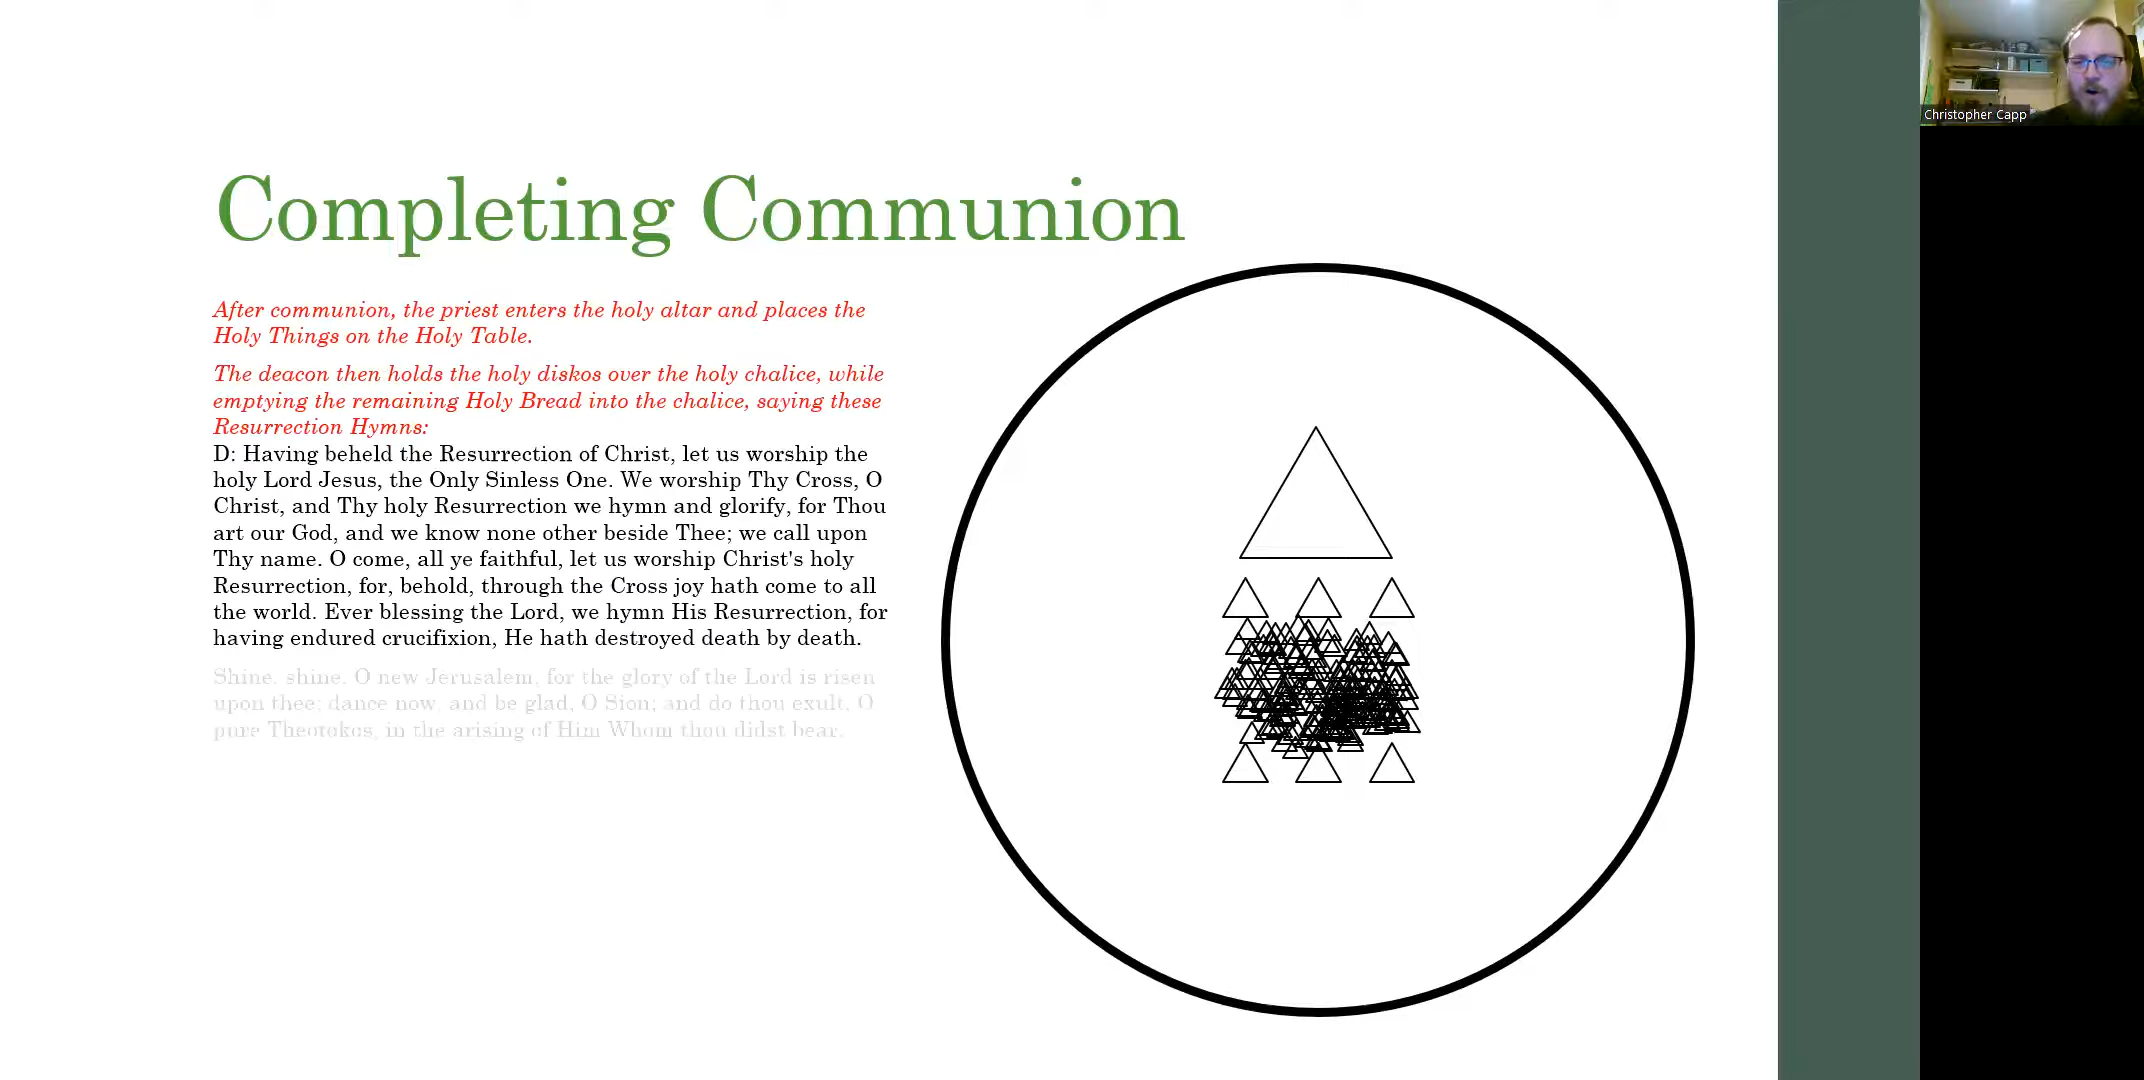 Completing Communion
After communion, the priest enters the holy altar and places the
Holy Things on the Holy Table.
The deacon then holds the holy diskos over the holy chalice, while
emptying the remaining Holy Bread into the chalice, saying these
Resurrection Hymns:
D: Having beheld the Resurrection of Christ, let us worship the
holy Lord Jesus, the Only Sinless One. We worship Thy Cross, O
Christ, and Thy holy Resurrection we hymn and glorify, for Thou
art our God, and we know none other beside Thee; we call upon
Thy name. O come, all ye faithful, let us worship Christ's holy
Resurrection, for, behold, through the Cross joy hath come to all
the world. Ever blessing the Lord, we hymn His Resurrection, for
having endured crucifixion, He hath destroyed death by death.
Shine, shine, O new Jerusalem, for the glory of the Lord is risen
upon thee; dance now, and be glad, O Sion; and do thou exult, O
pure Theotokos, in the arising of Him Whom thou didst bear.
Christopher Capp